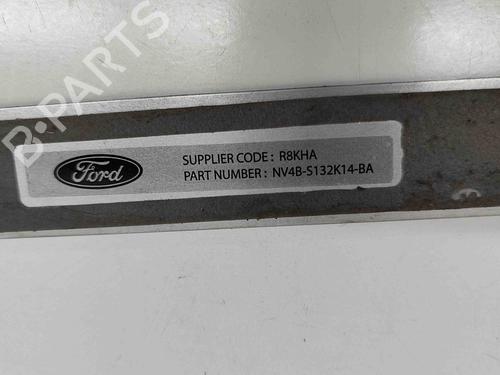 B-PARTS
Ford
SUPPLIER CODE : R8KHA
PART NUMBER : NV4B-S132K14-BA